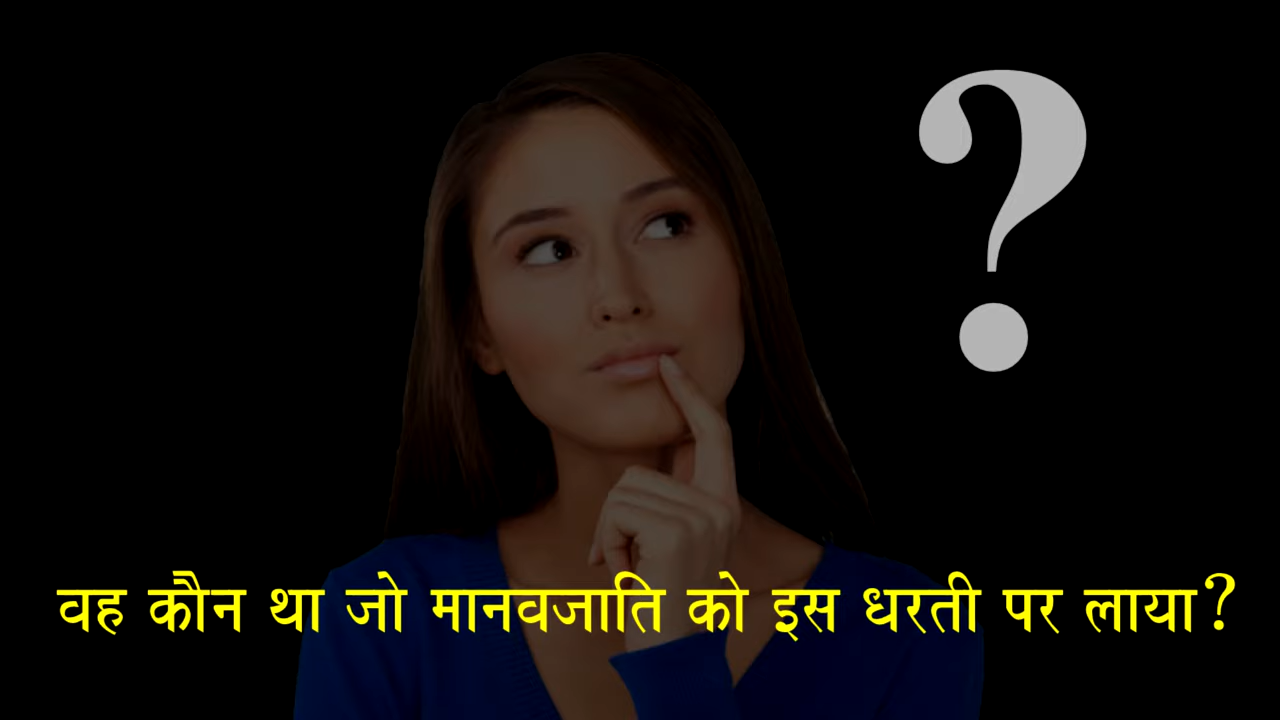 ?
वह कौन था जो मानवजाति को इस धरती पर लाया?